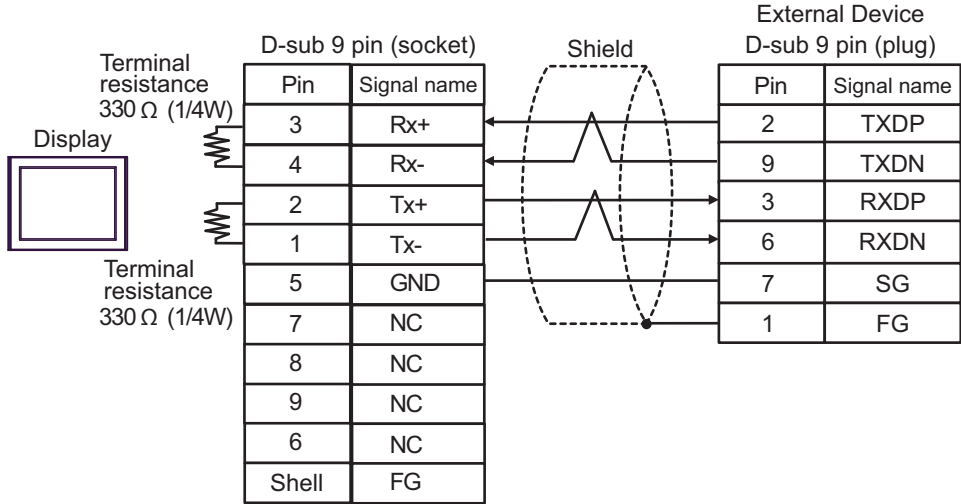 External Device
D-sub 9 pin (socket)
Shield
D-sub 9 pin (plug)
Terminal
resistance
330 Ω (1/4W)
Display
Pin Signal name
3 Rx+
4 Rx-
2 Tx+
1 Tx-
5 GND
7 NC
8 NC
9 NC
6 NC
Shell FG
Terminal
resistance
330 Ω (1/4W)
Pin Signal name
2 TXDP
9 TXDN
3 RXDP
6 RXDN
7 SG
1 FG